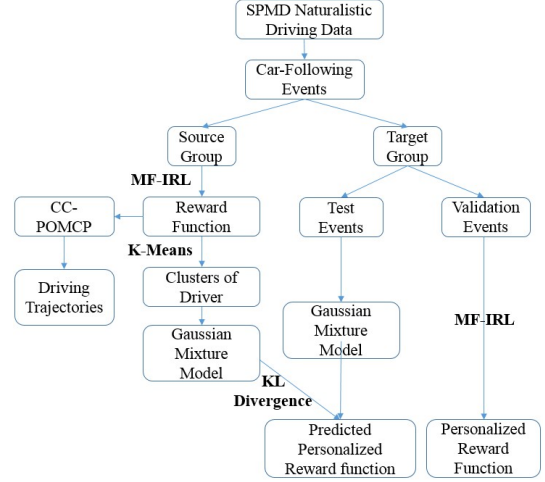 SPMD Naturalistic
Driving Data
Car-Following
Events
Source
Group
Target
Group
MF-IRL
CC-
POMCP
Reward
Function
Test
Events
Validation
Events
K-Means
Driving
Trajectories
Clusters of
Driver
Gaussian
Mixture
Model
Gaussian
Mixture
Model
MF-IRL
KL
Divergence
Predicted
Personalized
Reward function
Personalized
Reward
Function